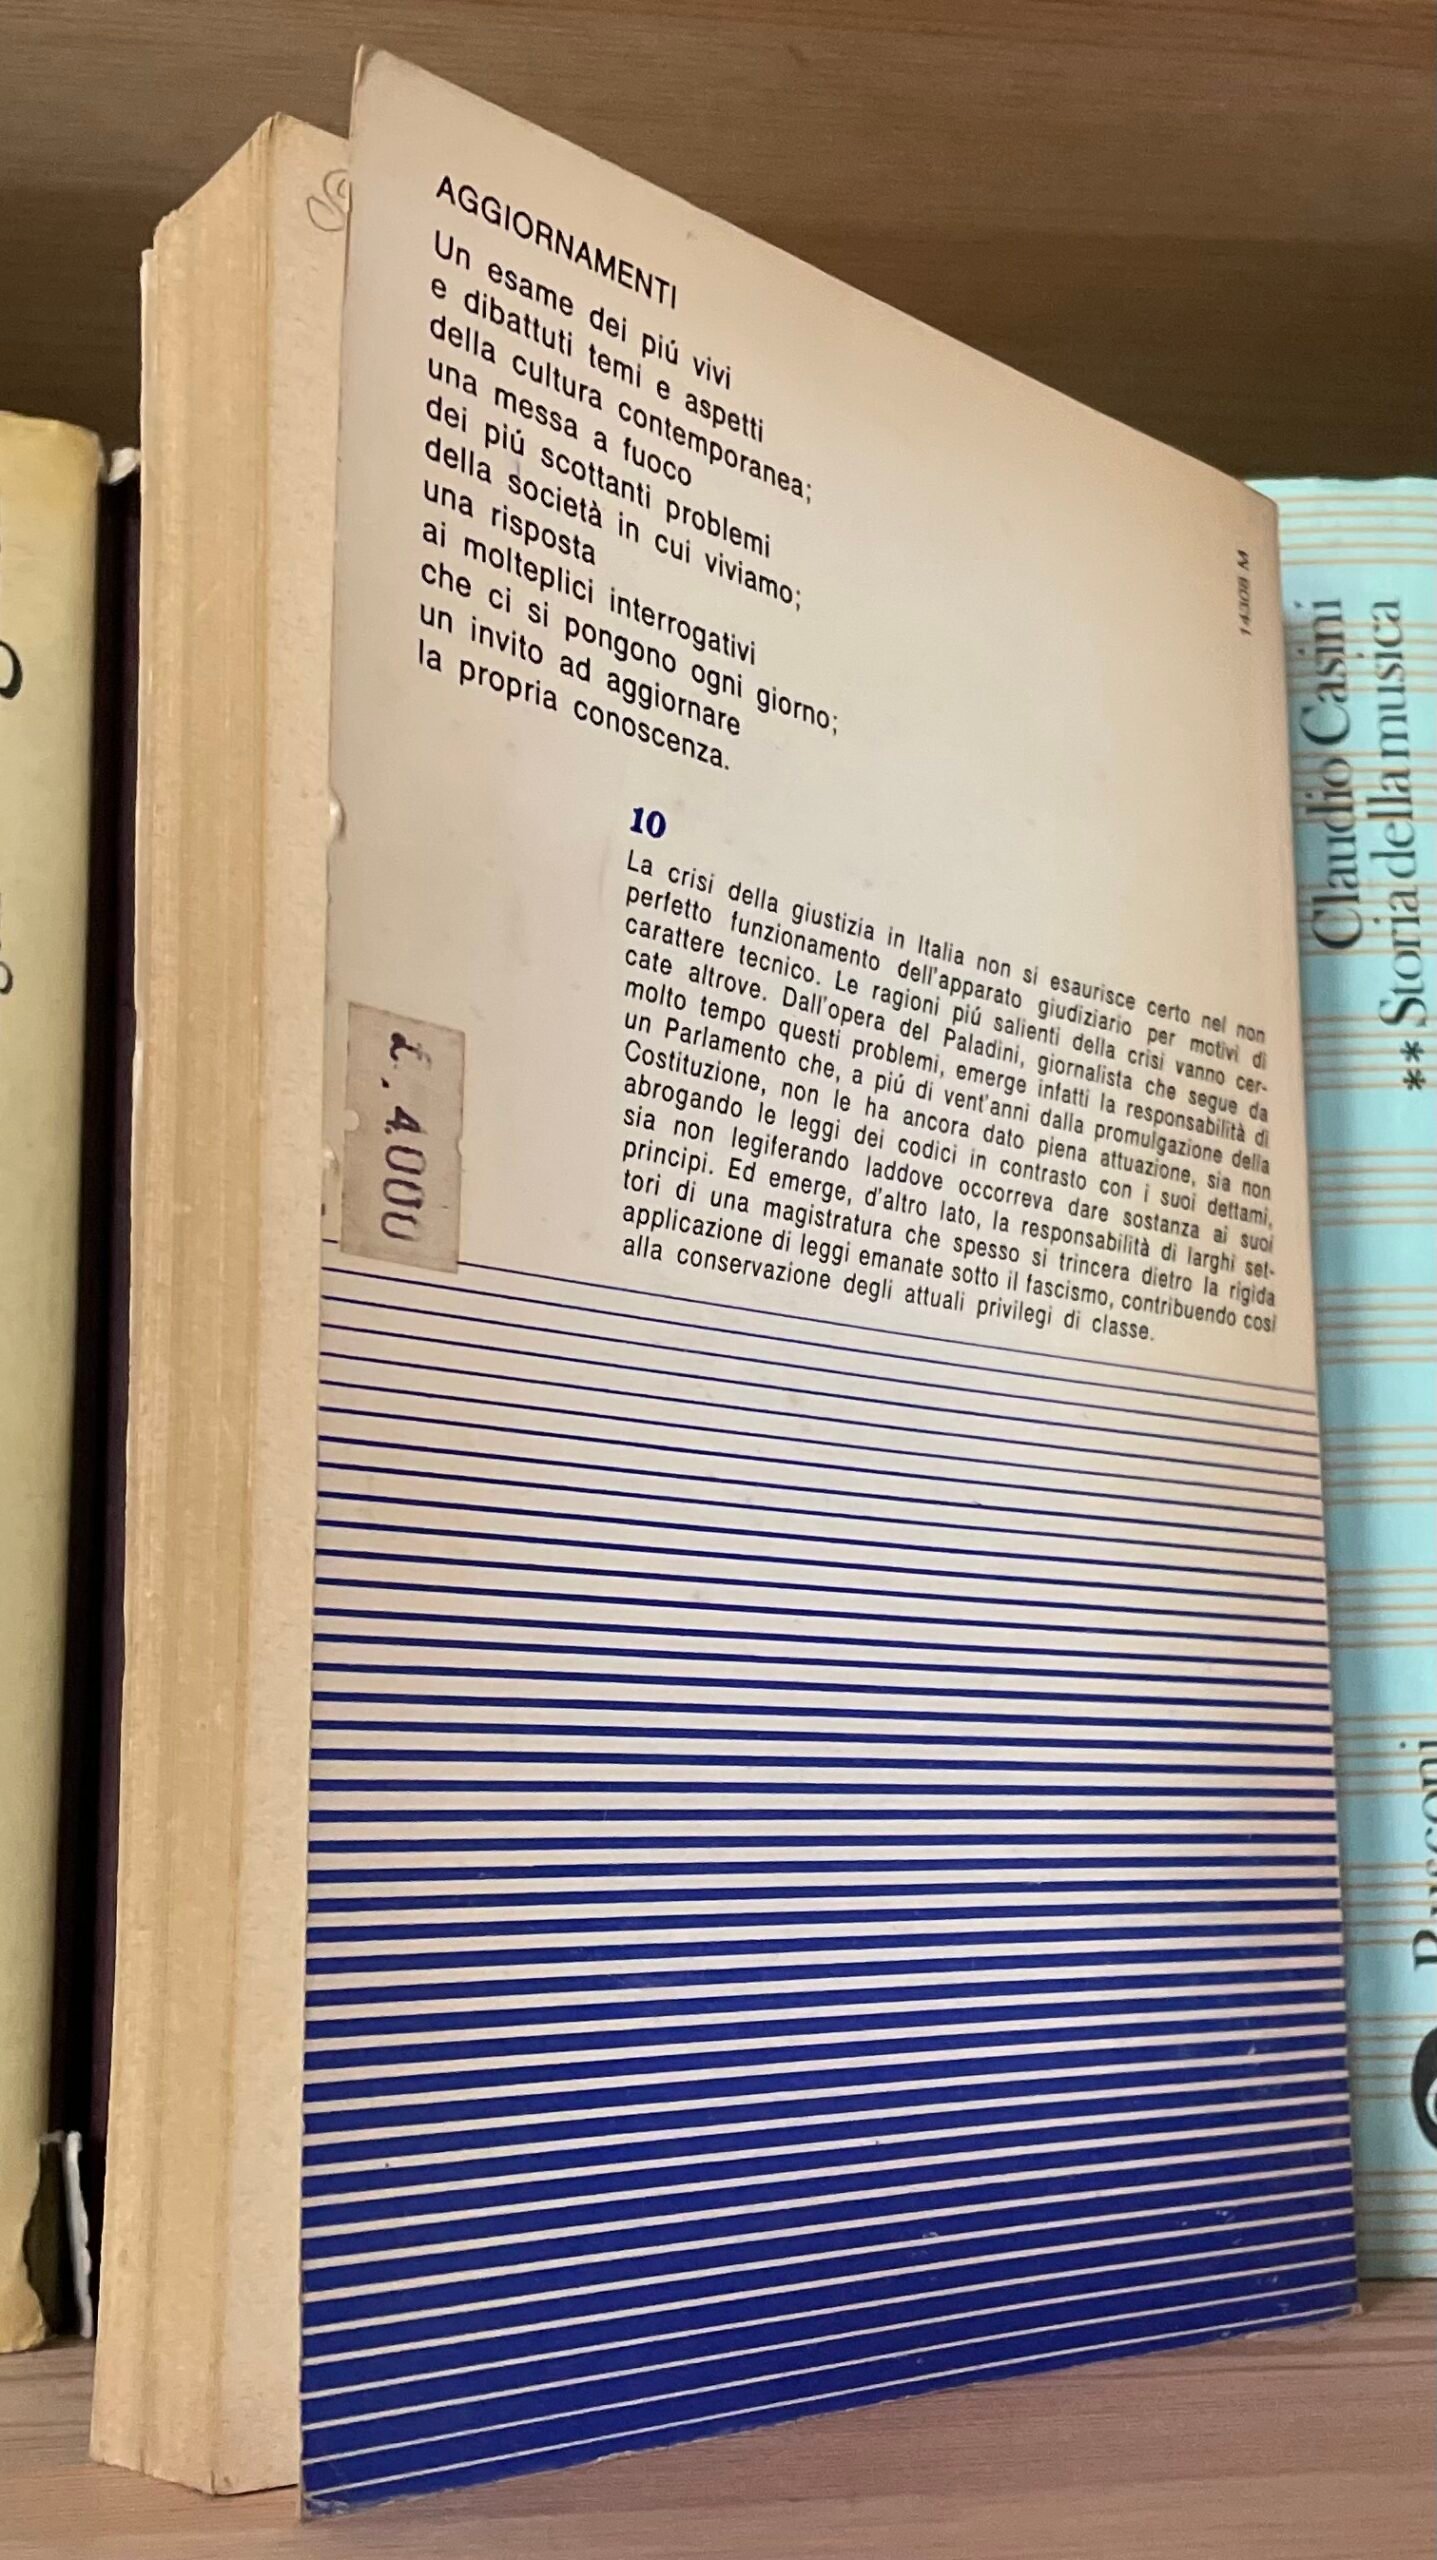 AGGIORNAMENTI
Un esame dei piú vivi
e dibattuti temi e aspetti
della cultura contemporanea;
una messa a fuoco
dei piú scottanti problemi
della società in cui viviamo;
una risposta
ai molteplici interrogativi
che ci si pongono ogni giorno;
un invito ad aggiornare
la propria conoscenza.
10
La crisi della giustizia in Italia non si esaurisce certo nel non
perfetto funzionamento dell'apparato giudiziario per motivi di
carattere tecnico. Le ragioni piú salienti della crisi vanno cer-
cate altrove. Dall'opera del Paladini, giornalista che segue da
molto tempo questi problemi, emerge infatti la responsabilità di
un Parlamento che, a piú di vent'anni dalla promulgazione della
Costituzione, non le ha ancora dato piena attuazione, sia non
abrogando le leggi dei codici in contrasto con i suoi dettami,
sia non legiferando laddove occorreva dare sostanza ai suoi
principi. Ed emerge, d'altro lato, la responsabilità di larghi set-
tori di una magistratura che spesso si trincera dietro la rigida
applicazione di leggi emanate sotto il fascismo, contribuendo cosí
alla conservazione degli attuali privilegi di classe.
14308 M
£. 4.000
Claudio Casini
** Storia della musica